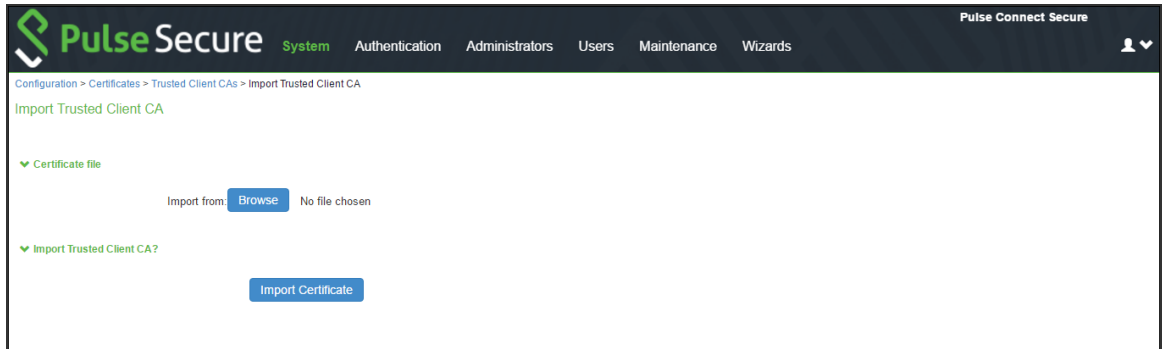 Pulse Connect Secure
Pulse Secure System Authentication Administrators Users Maintenance Wizards
Configuration > Certificates > Trusted Client CAs > Import Trusted Client CA
Import Trusted Client CA
Certificate file
Import from: Browse No file chosen
Import Trusted Client CA?
Import Certificate